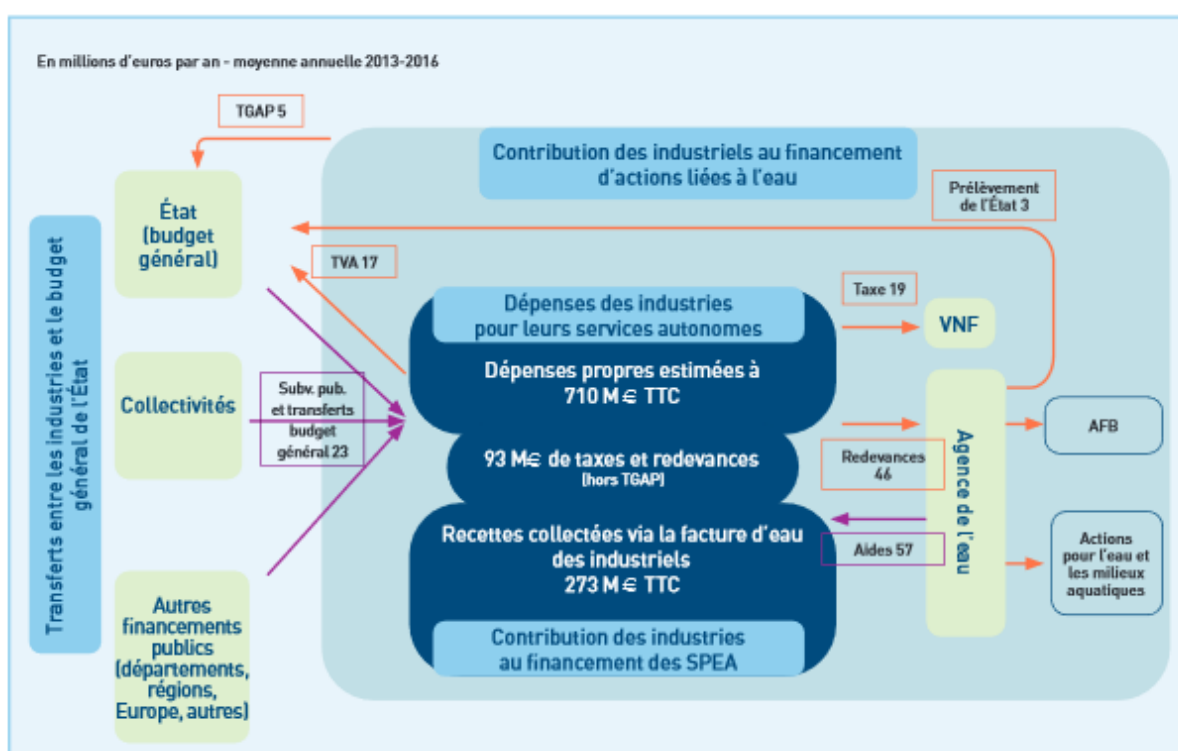 En millions d'euros par an - moyenne annuelle 2013-2016
TGAP 5
Contribution des industriels au financement
d'actions liées à l'eau
Prélèvement
de l'État 3
Transferts entre les industries et le budget
général de l'État
État
(budget
général)
TVA 17
Dépenses des industries
pour leurs services autonomes
Taxe 19
VNF
Dépenses propres estimées à
710 M€ TTC
Collectivités
Subv. pub.
et transferts
budget
général 23
Agence de l'eau
AFB
93 M€ de taxes et redevances
(hors TGAP)
Redevances
46
Recettes collectées via la facture d'eau
des industriels
273 M€ TTC
Aides 57
Actions
pour l'eau et
les milieux
aquatiques
Autres
financements
publics
(départements,
régions,
Europe, autres)
Contribution des industries
au financement des SPEA